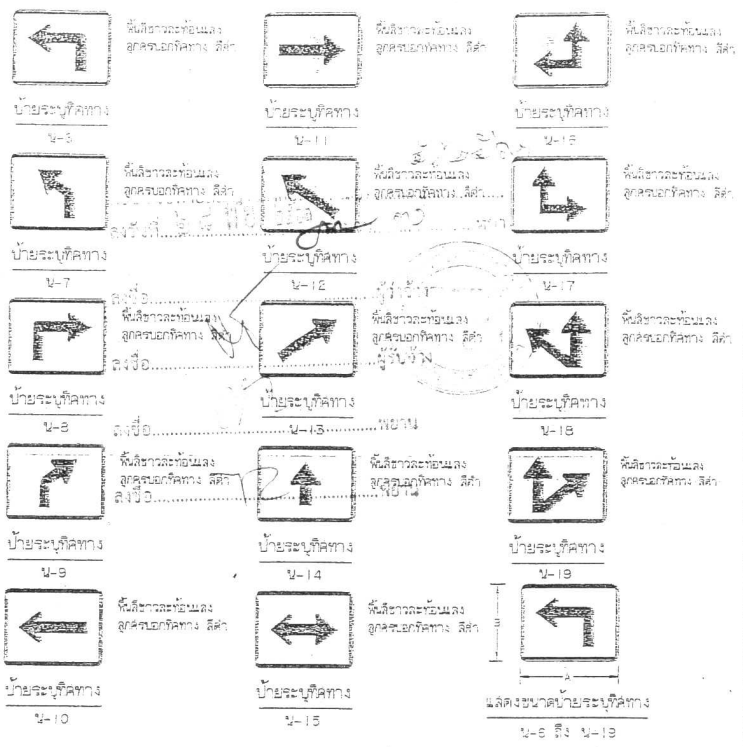 พื้นสีขาวสะท้อนแสง
ลูกศรบอกทิศทาง สีดำ
ป้ายระบุทิศทาง
น-6
พื้นสีขาวสะท้อนแสง
ลูกศรบอกทิศทาง สีดำ
ป้ายระบุทิศทาง
น-11
พื้นสีขาวสะท้อนแสง
ลูกศรบอกทิศทาง สีดำ
ป้ายระบุทิศทาง
น-16
พื้นสีขาวสะท้อนแสง
ลูกศรบอกทิศทาง สีดำ
ป้ายระบุทิศทาง
น-7
พื้นสีขาวสะท้อนแสง
ลูกศรบอกทิศทาง สีดำ
ป้ายระบุทิศทาง
น-12
พื้นสีขาวสะท้อนแสง
ลูกศรบอกทิศทาง สีดำ
ป้ายระบุทิศทาง
น-17
ลงชื่อ
พื้นสีขาวสะท้อนแสง
ลูกศรบอกทิศทาง สีดำ
ป้ายระบุทิศทาง
น-8
พื้นสีขาวสะท้อนแสง
ลูกศรบอกทิศทาง สีดำ
ป้ายระบุทิศทาง
น-13
พื้นสีขาวสะท้อนแสง
ลูกศรบอกทิศทาง สีดำ
ป้ายระบุทิศทาง
น-18
ลงชื่อ ผู้รับจ้าง
ลงชื่อ พยาน
พื้นสีขาวสะท้อนแสง
ลูกศรบอกทิศทาง สีดำ
ป้ายระบุทิศทาง
น-9
พื้นสีขาวสะท้อนแสง
ลูกศรบอกทิศทาง สีดำ
ป้ายระบุทิศทาง
น-14
พื้นสีขาวสะท้อนแสง
ลูกศรบอกทิศทาง สีดำ
ป้ายระบุทิศทาง
น-19
ลงชื่อ พยาน
พื้นสีขาวสะท้อนแสง
ลูกศรบอกทิศทาง สีดำ
ป้ายระบุทิศทาง
น-10
พื้นสีขาวสะท้อนแสง
ลูกศรบอกทิศทาง สีดำ
ป้ายระบุทิศทาง
น-15
B
A
แสดงขนาดป้ายระบุทิศทาง
น-6 ถึง น-19